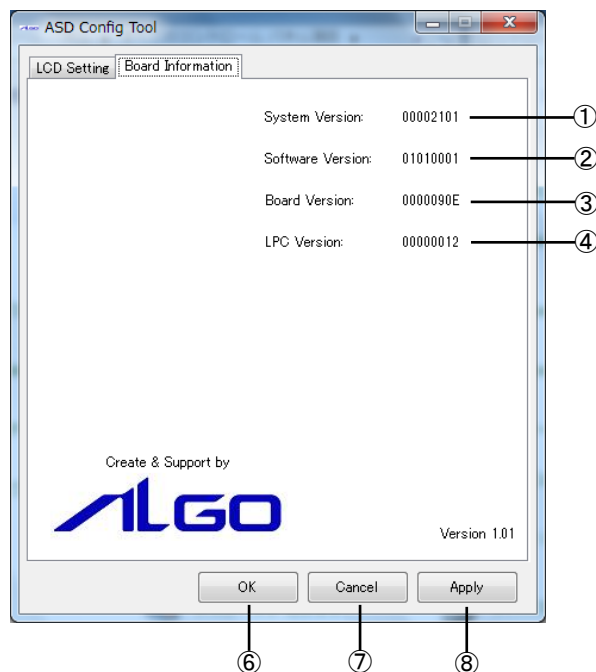 ASD Config Tool
LCD Setting Board Information
System Version: 00002101 ①
Software Version: 01010001 ②
Board Version: 0000090E ③
LPC Version: 00000012 ④
Create & Support by
ALGO
Version 1.01
OK Cancel Apply
⑥ ⑦ ⑧